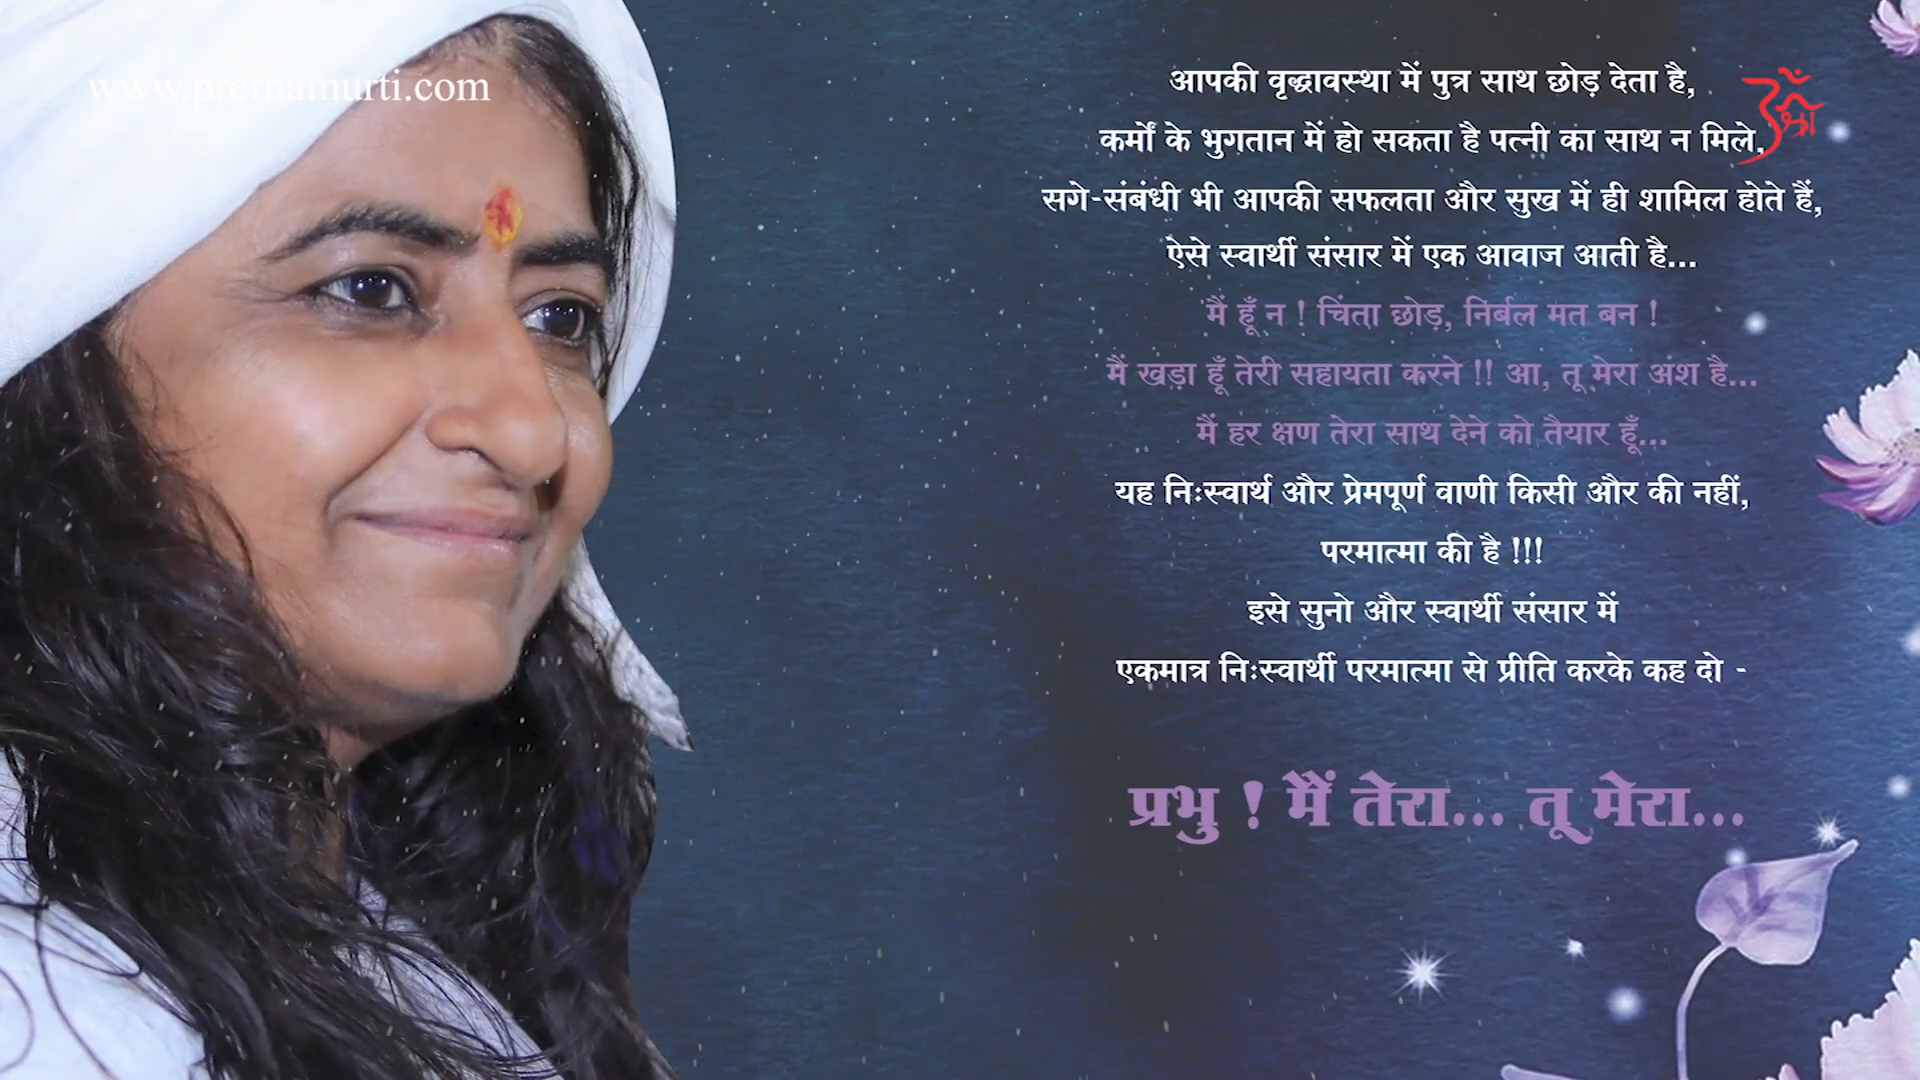 www.prernamurti.com
आपकी वृद्धावस्था में पुत्र साथ छोड़ देता है,
कर्मों के भुगतान में हो सकता है पत्नी का साथ न मिले,
सगे-संबंधी भी आपकी सफलता और सुख में ही शामिल होते हैं,
ऐसे स्वार्थी संसार में एक आवाज आती है...
मैं हूँ न ! चिंता छोड़, निर्बल मत बन !
मैं खड़ा हूँ तेरी सहायता करने !! आ, तू मेरा अंश है...
मैं हर क्षण तेरा साथ देने को तैयार हूँ...
यह निःस्वार्थ और प्रेमपूर्ण वाणी किसी और की नहीं,
परमात्मा की है !!!
इसे सुनो और स्वार्थी संसार में
एकमात्र निःस्वार्थी परमात्मा से प्रीति करके कह दो -
प्रभु ! मैं तेरा... तू मेरा...